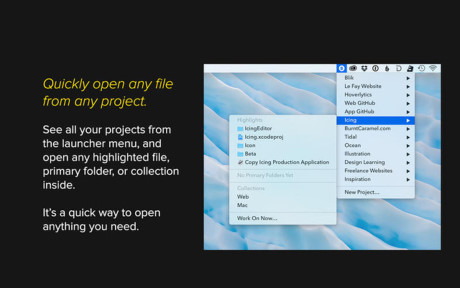 Quickly open any file
from any project.
See all your projects from
the launcher menu, and
open any highlighted file,
primary folder, or collection
inside.
It's a quick way to open
anything you need.
Blik
Le Fay Website
Hoverlytics
Web GitHub
App GitHub
Icing
BurntCaramel.com
Tidal
Ocean
Illustration
Design Learning
Freelance Websites
Inspiration
New Project...
Highlights
IcingEditor
Icing.xcodeproj
Icon
Beta
Copy Icing Production Application
No Primary Folders Yet
Collections
Web
Mac
Work On Now...